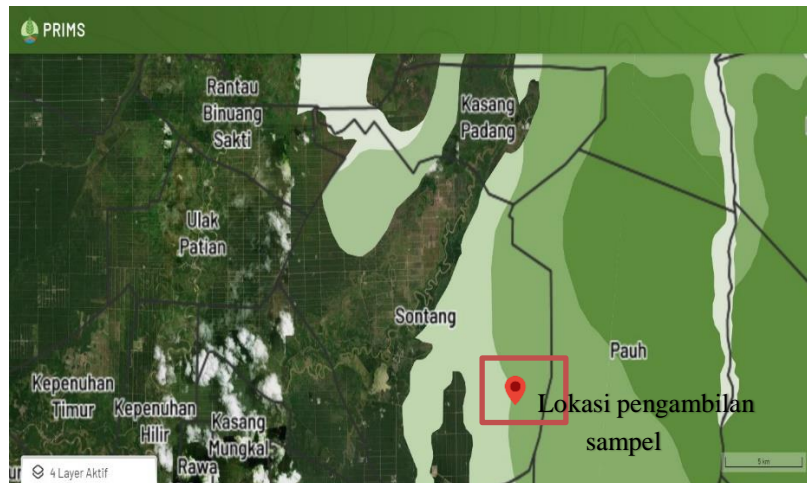 PRIMS
Rantau
Binuang
Sakti
Kasang
Padang
Ulak
Patian
Sontang
Pauh
Kepenuhan
Timur
Kepenuhan
Hilir
Kasang
Mungkal
Rawa
Lokasi pengambilan
sampel
4 Layer Aktif
5 km